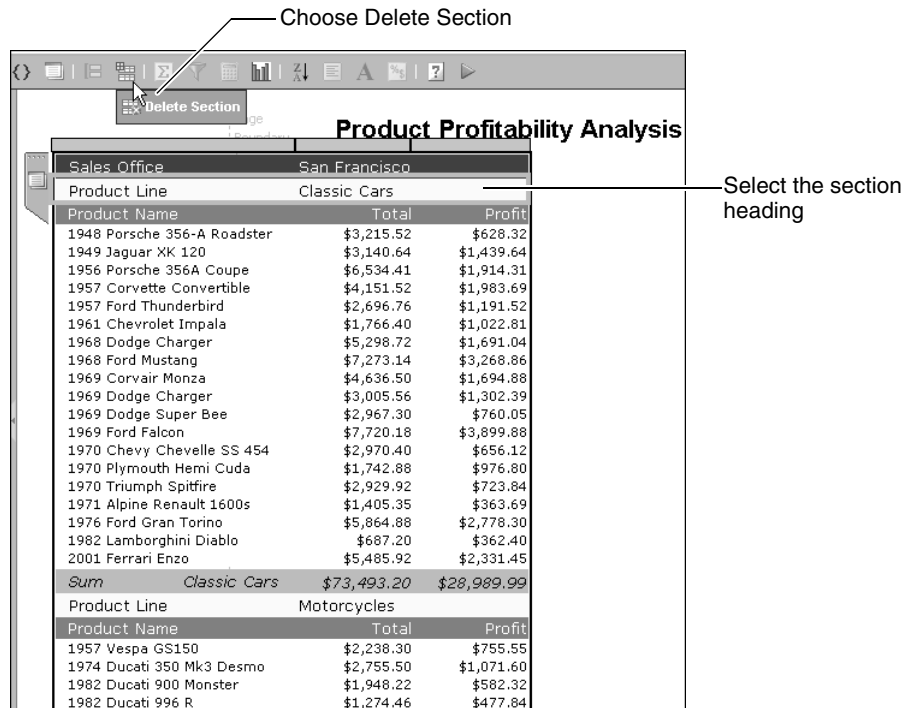 Choose Delete Section
Delete Section
Page
Boundary
Product Profitability Analysis
Sales Office San Francisco
Product Line Classic Cars
Select the section
heading
Product Name Total Profit
1948 Porsche 356-A Roadster $3,215.52 $628.32
1949 Jaguar XK 120 $3,140.64 $1,439.64
1956 Porsche 356A Coupe $6,534.41 $1,914.31
1957 Corvette Convertible $4,151.52 $1,983.69
1957 Ford Thunderbird $2,696.76 $1,191.52
1961 Chevrolet Impala $1,766.40 $1,022.81
1968 Dodge Charger $5,298.72 $1,691.04
1968 Ford Mustang $7,273.14 $3,268.86
1969 Corvair Monza $4,636.50 $1,694.88
1969 Dodge Charger $3,005.56 $1,302.39
1969 Dodge Super Bee $2,967.30 $760.05
1969 Ford Falcon $7,720.18 $3,899.88
1970 Chevy Chevelle SS 454 $2,970.40 $656.12
1970 Plymouth Hemi Cuda $1,742.88 $976.80
1970 Triumph Spitfire $2,929.92 $723.84
1971 Alpine Renault 1600s $1,405.35 $363.69
1976 Ford Gran Torino $5,864.88 $2,778.30
1982 Lamborghini Diablo $687.20 $362.40
2001 Ferrari Enzo $5,485.92 $2,331.45
Sum Classic Cars $73,493.20 $28,989.99
Product Line Motorcycles
Product Name Total Profit
1957 Vespa GS150 $2,238.30 $755.55
1974 Ducati 350 Mk3 Desmo $2,755.50 $1,071.60
1982 Ducati 900 Monster $1,948.22 $582.32
1982 Ducati 996 R $1,274.46 $477.84